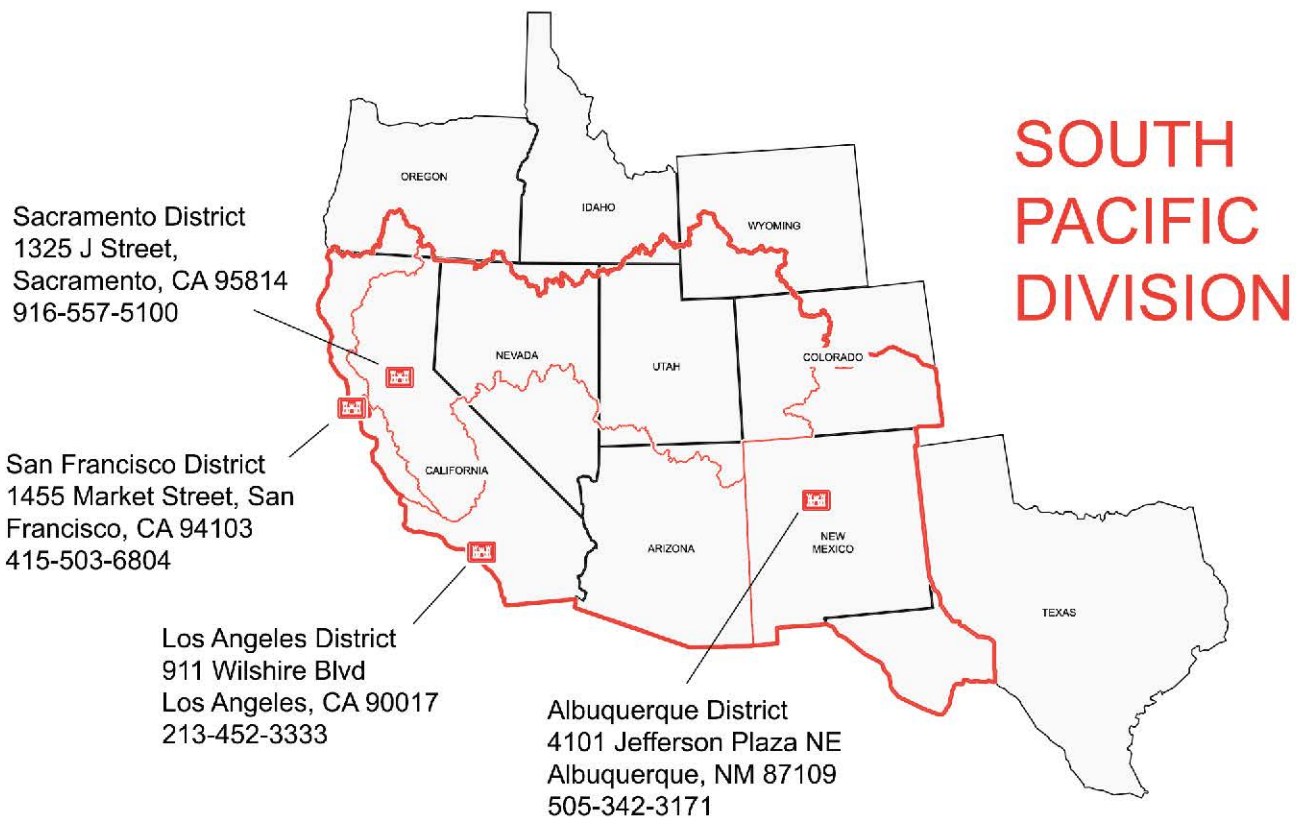 SOUTH
PACIFIC
DIVISION
OREGON
IDAHO
WYOMING
Sacramento District
1325 J Street,
Sacramento, CA 95814
916-557-5100
NEVADA
UTAH
COLORADO
San Francisco District
1455 Market Street, San
Francisco, CA 94103
415-503-6804
CALIFORNIA
ARIZONA
NEW
MEXICO
TEXAS
Los Angeles District
911 Wilshire Blvd
Los Angeles, CA 90017
213-452-3333
Albuquerque District
4101 Jefferson Plaza NE
Albuquerque, NM 87109
505-342-3171